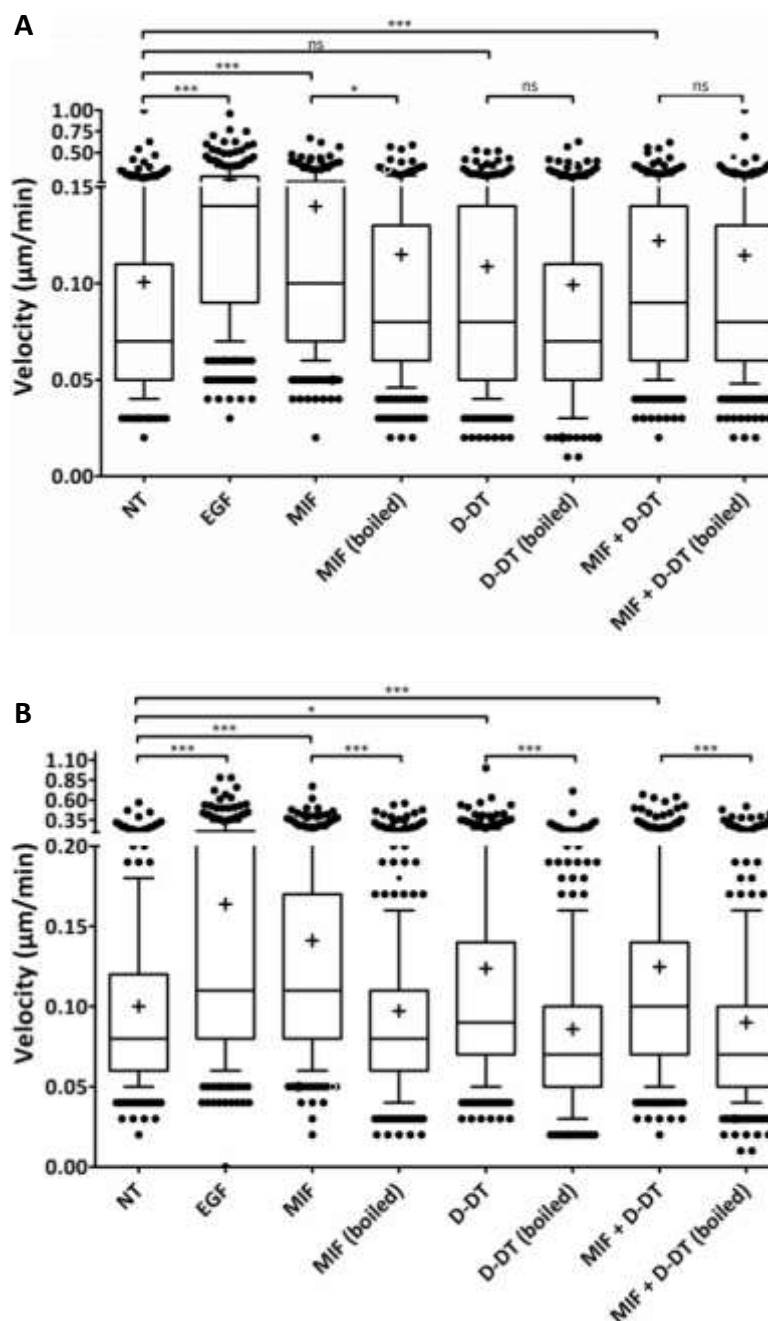 A
***
ns
***
***
*
ns
ns
1.00
0.75
0.50
0.15
0.10
0.05
0.00
Velocity (µm/min)
NT
EGF
MIF
MIF (boiled)
D-DT
D-DT (boiled)
MIF + D-DT
MIF + D-DT (boiled)
B
***
*
***
***
***
***
***
1.10
0.85
0.60
0.35
0.20
0.15
0.10
0.05
0.00
Velocity (µm/min)
NT
EGF
MIF
MIF (boiled)
D-DT
D-DT (boiled)
MIF + D-DT
MIF + D-DT (boiled)